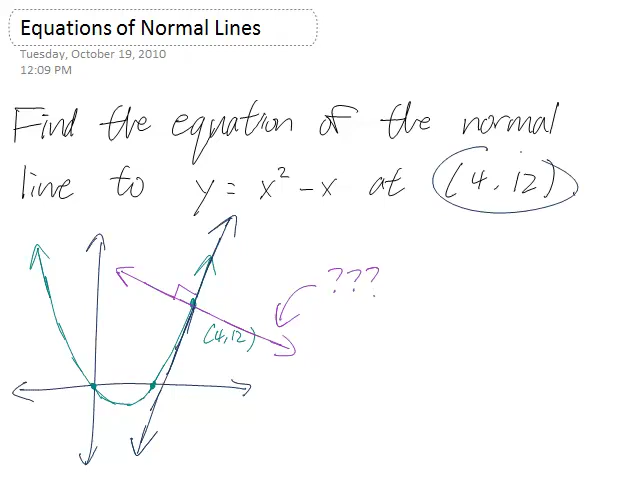 Equations of Normal Lines
Tuesday, October 19, 2010
12:09 PM
Find the equation of the normal
line to y = x² - x at (4, 12).
???
(4, 12)